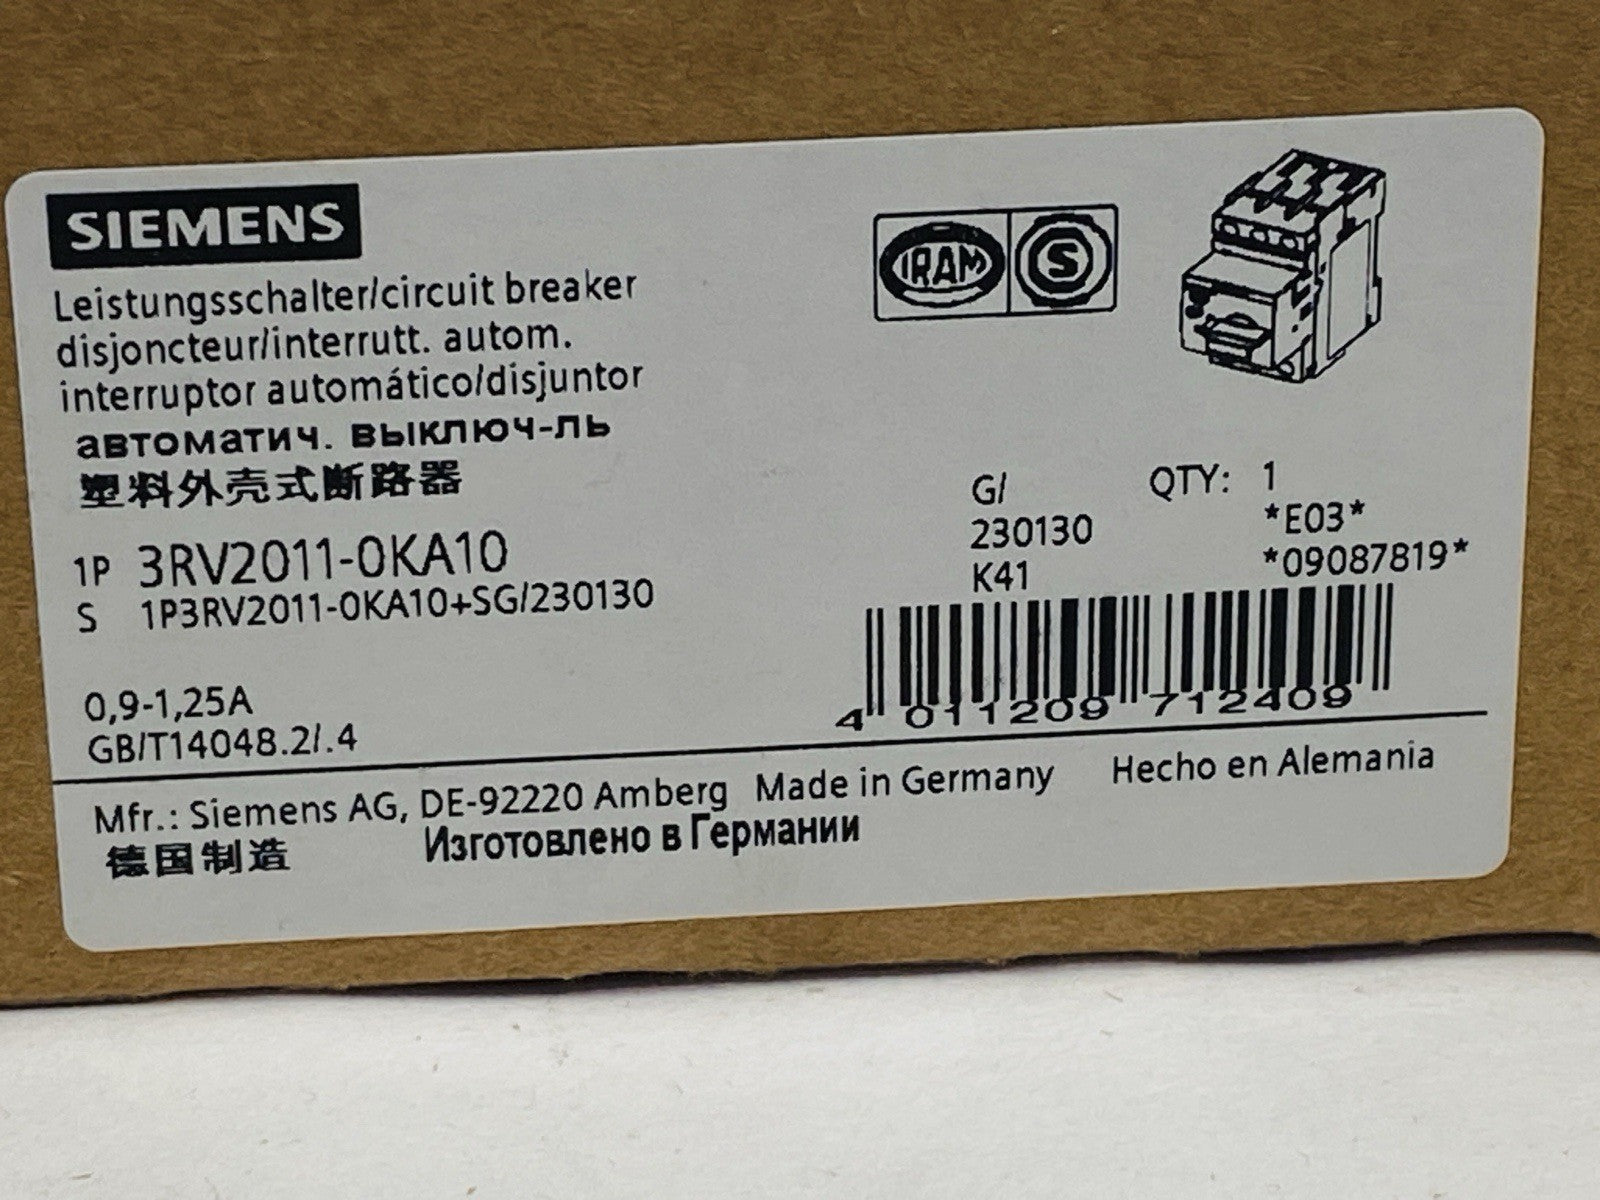 SIEMENS
Leistungsschalter/circuit breaker
disjoncteur/interrutt. autom.
interruptor automático/disjuntor
автоматич. выключ-ль
塑料外壳式断路器
1P 3RV2011-0KA10
S 1P3RV2011-0KA10+SG/230130
0,9-1,25A
GB/T14048.2/.4
IRAM S
G/ QTY: 1
230130 *E03*
K41 *09087819*
4 011209 712409
Mfr.: Siemens AG, DE-92220 Amberg Made in Germany Hecho en Alemania
德国制造 Изготовлено в Германии